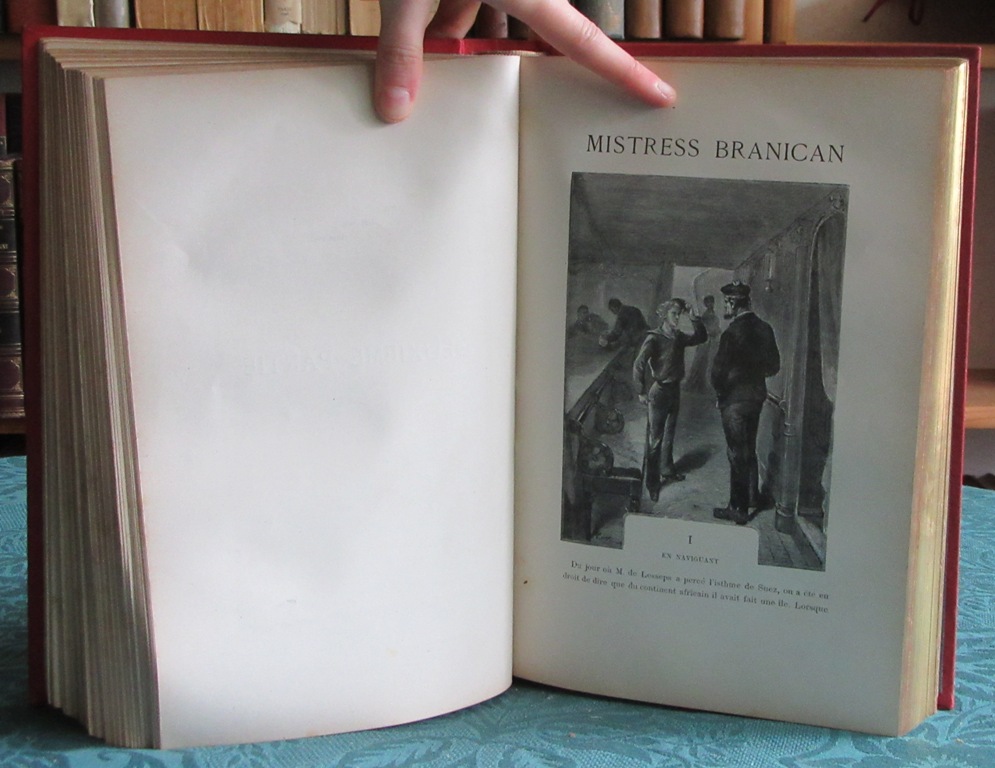 MISTRESS BRANICAN
I
EN NAVIGUANT
Du jour où M. de Lesseps a percé l'isthme de Suez, on a été en
droit de dire que du continent africain il avait fait une île. Lorsque